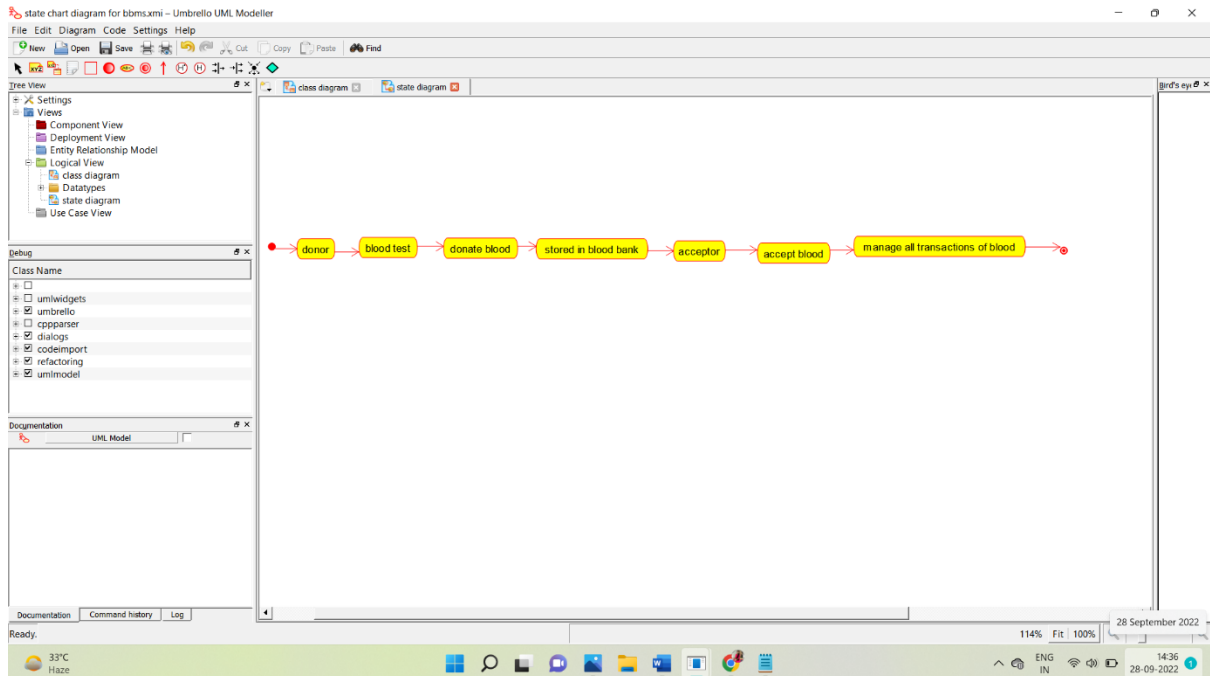 state chart diagram for bbms.xmi – Umbrello UML Modeller
File Edit Diagram Code Settings Help
New Open Save Cut Copy Paste Find
Tree View
class diagram state diagram
Bird's eye
Settings
Views
Component View
Deployment View
Entity Relationship Model
Logical View
class diagram
Datatypes
state diagram
Use Case View
donor blood test donate blood stored in blood bank acceptor accept blood manage all transactions of blood
Debug
Class Name
umlwidgets
umbrello
cppparser
dialogs
codeimport
refactoring
umlmodel
Documentation
UML Model
Documentation Command history Log
28 September 2022
Ready.
114% Fit 100%
33°C
Haze
ENG
IN
14:36
28-09-2022
1